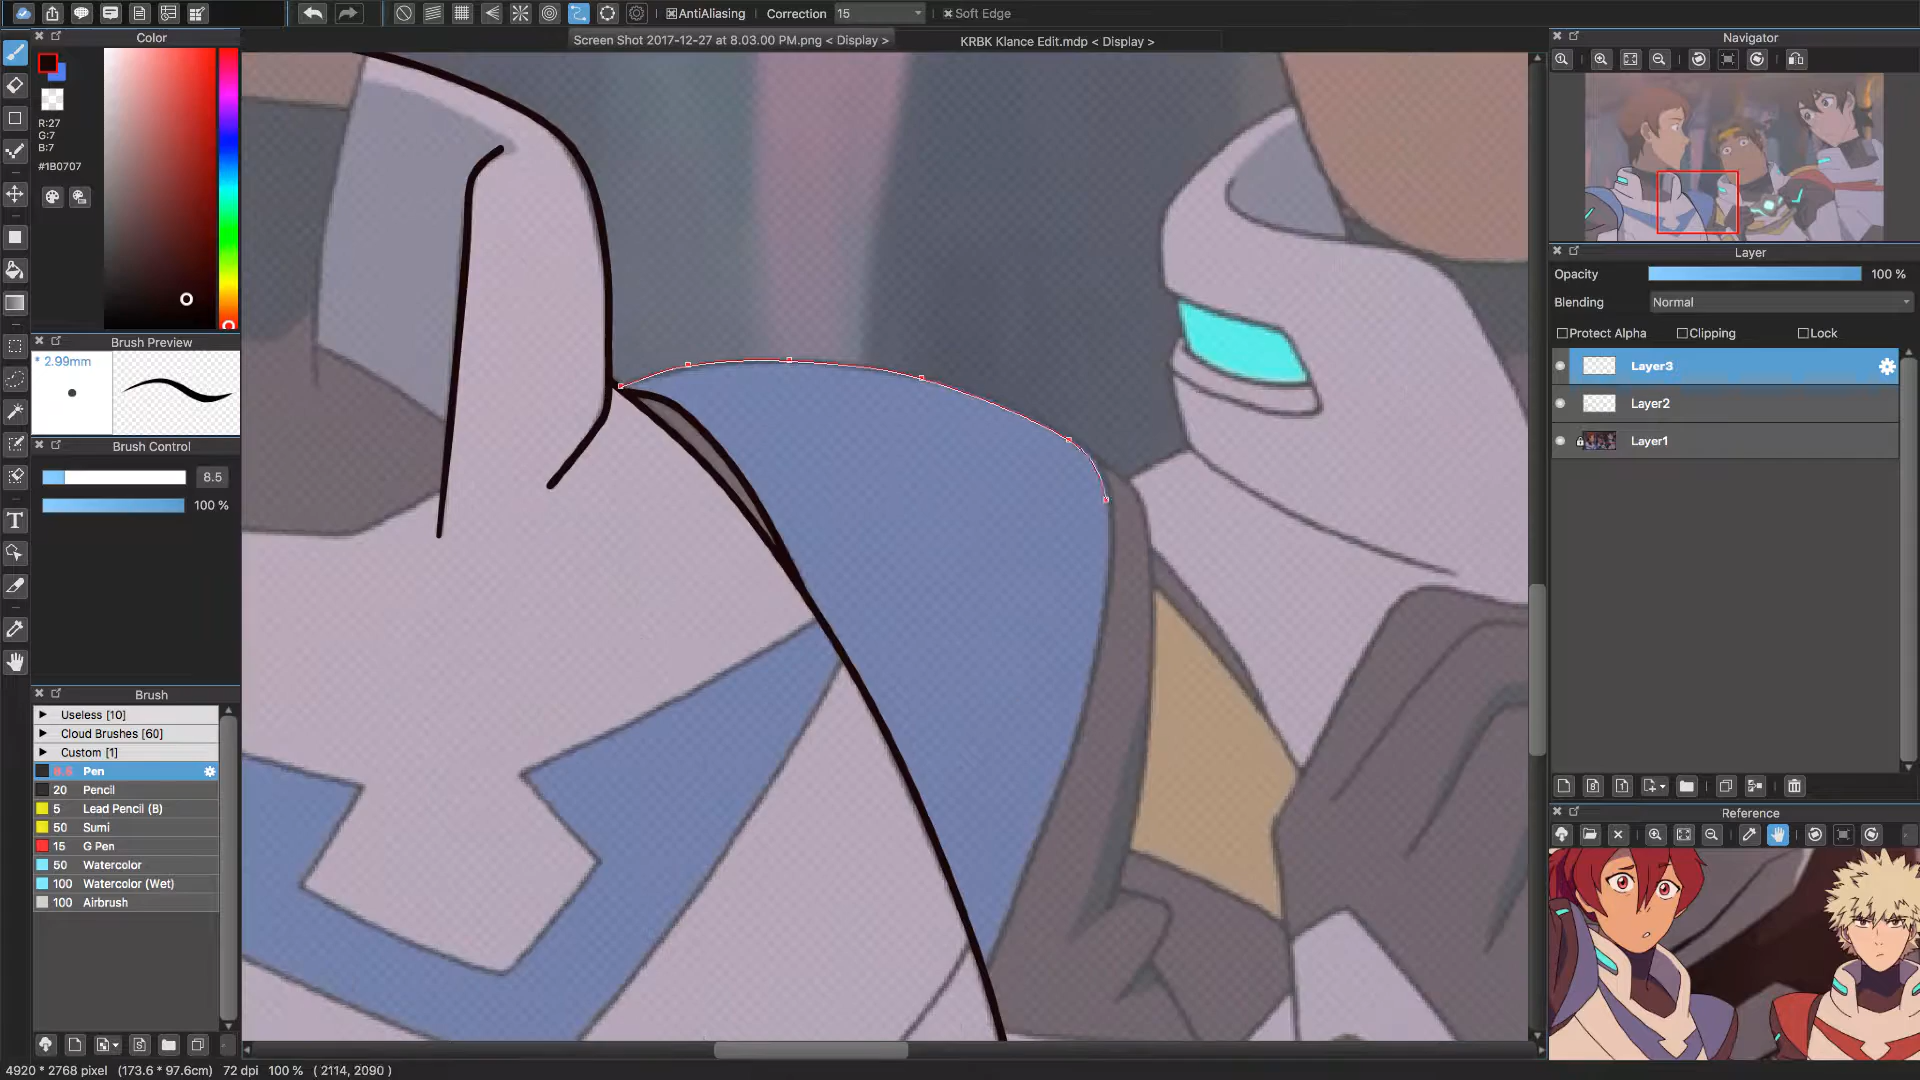 AntiAliasing Correction 15 Soft Edge
Screen Shot 2017-12-27 at 8.03.00 PM.png < Display >
KRBK Klance Edit.mdp < Display >
Color
R:27
G:7
B:7
#1B0707
Brush Preview
* 2.99mm
Brush Control
8.5
100 %
T
Brush
Useless [10]
Cloud Brushes [60]
Custom [1]
Pen
20 Pencil
5 Lead Pencil (B)
50 Sumi
15 G Pen
50 Watercolor
100 Watercolor (Wet)
100 Airbrush
4920 * 2768 pixel (173.6 * 97.6cm) 72 dpi 100 % ( 2114, 2090 )
Navigator
Layer
Opacity 100 %
Blending Normal
Protect Alpha Clipping Lock
Layer3
Layer2
Layer1
Reference